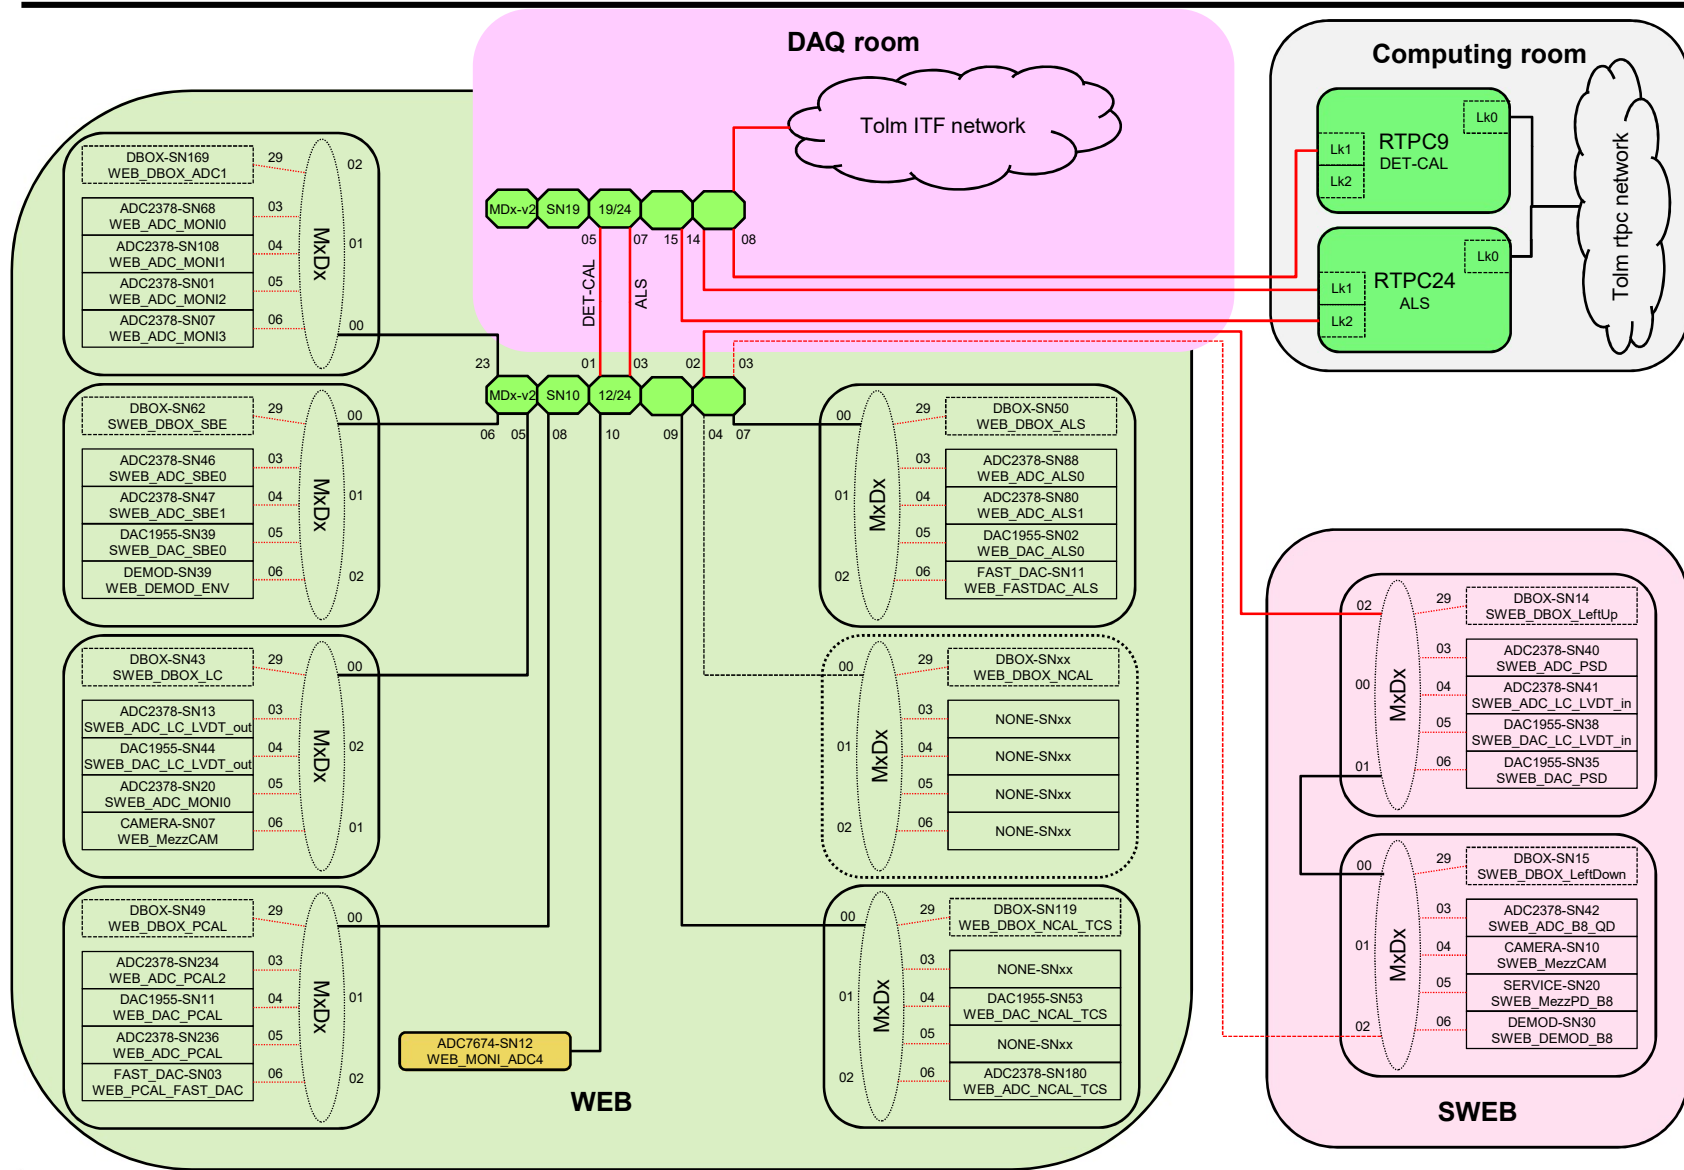 DAQ room
Computing room
Tolm ITF network
Lk0
Lk1
RTPC9
DET-CAL
Lk2
Tolm rtpc network
Lk0
Lk1
RTPC24
ALS
Lk2
MDx-v2 SN19 19/24
05 07 15 14 08
DET-CAL
ALS
23 01 03 02 03
MDx-v2 SN10 12/24
06 05 08 10 09 04 07
DBOX-SN169
WEB_DBOX_ADC1
29
02
ADC2378-SN68
WEB_ADC_MONI0
03
ADC2378-SN108
WEB_ADC_MONI1
04
01
MxDx
ADC2378-SN01
WEB_ADC_MONI2
05
ADC2378-SN07
WEB_ADC_MONI3
06
00
DBOX-SN62
SWEB_DBOX_SBE
29
00
ADC2378-SN46
SWEB_ADC_SBE0
03
ADC2378-SN47
SWEB_ADC_SBE1
04
01
MxDx
DAC1955-SN39
SWEB_DAC_SBE0
05
DEMOD-SN39
WEB_DEMOD_ENV
06
02
DBOX-SN43
SWEB_DBOX_LC
29
00
ADC2378-SN13
SWEB_ADC_LC_LVDT_out
03
DAC1955-SN44
SWEB_DAC_LC_LVDT_out
04
02
MxDx
ADC2378-SN20
SWEB_ADC_MONI0
05
CAMERA-SN07
WEB_MezzCAM
06
01
DBOX-SN49
WEB_DBOX_PCAL
29
00
ADC2378-SN234
WEB_ADC_PCAL2
03
DAC1955-SN11
WEB_DAC_PCAL
04
01
MxDx
ADC2378-SN236
WEB_ADC_PCAL
05
FAST_DAC-SN03
WEB_PCAL_FAST_DAC
06
02
ADC7674-SN12
WEB_MONI_ADC4
WEB
00
29
DBOX-SN50
WEB_DBOX_ALS
03
ADC2378-SN88
WEB_ADC_ALS0
01
MxDx
04
ADC2378-SN80
WEB_ADC_ALS1
05
DAC1955-SN02
WEB_DAC_ALS0
02
06
FAST_DAC-SN11
WEB_FASTDAC_ALS
00
29
DBOX-SNxx
WEB_DBOX_NCAL
03
NONE-SNxx
01
MxDx
04
NONE-SNxx
05
NONE-SNxx
02
06
NONE-SNxx
00
29
DBOX-SN119
WEB_DBOX_NCAL_TCS
03
NONE-SNxx
01
MxDx
04
DAC1955-SN53
WEB_DAC_NCAL_TCS
05
NONE-SNxx
02
06
ADC2378-SN180
WEB_ADC_NCAL_TCS
02
29
DBOX-SN14
SWEB_DBOX_LeftUp
03
ADC2378-SN40
SWEB_ADC_PSD
00
MxDx
04
ADC2378-SN41
SWEB_ADC_LC_LVDT_in
05
DAC1955-SN38
SWEB_DAC_LC_LVDT_in
01
06
DAC1955-SN35
SWEB_DAC_PSD
00
29
DBOX-SN15
SWEB_DBOX_LeftDown
03
ADC2378-SN42
SWEB_ADC_B8_QD
01
MxDx
04
CAMERA-SN10
SWEB_MezzCAM
05
SERVICE-SN20
SWEB_MezzPD_B8
02
06
DEMOD-SN30
SWEB_DEMOD_B8
SWEB